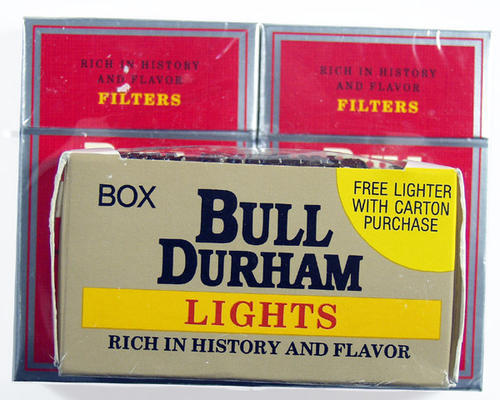 RICH IN HISTORY
AND FLAVOR
FILTERS
RICH IN HISTORY
AND FLAVOR
FILTERS
BOX
BULL
DURHAM
LIGHTS
RICH IN HISTORY AND FLAVOR
FREE LIGHTER
WITH CARTON
PURCHASE